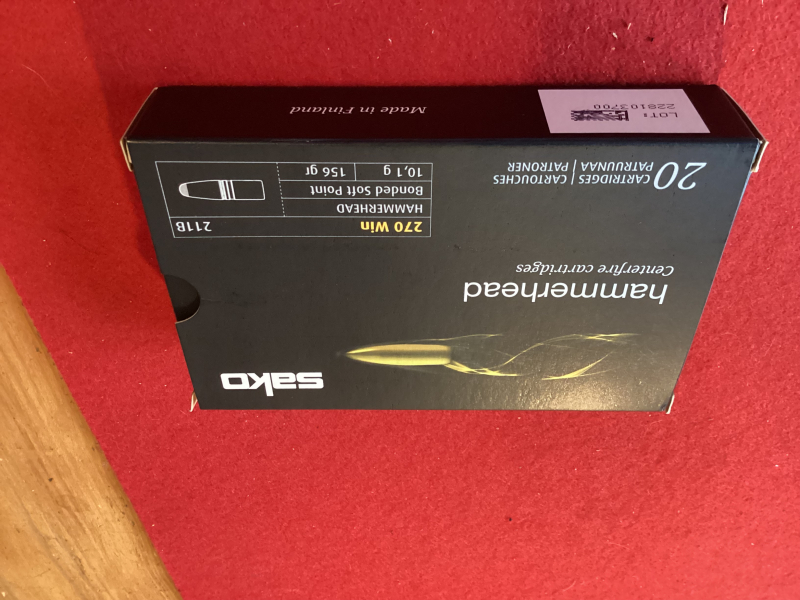 sako
hammerhead
Centerfire cartridges
270 Win 211B
HAMMERHEAD
Bonded Soft Point
10,1 g 156 gr
20 CARTRIDGES | CARTOUCHES
PATRUUNAA | PATRONER
Made in Finland
LOT:
228103700